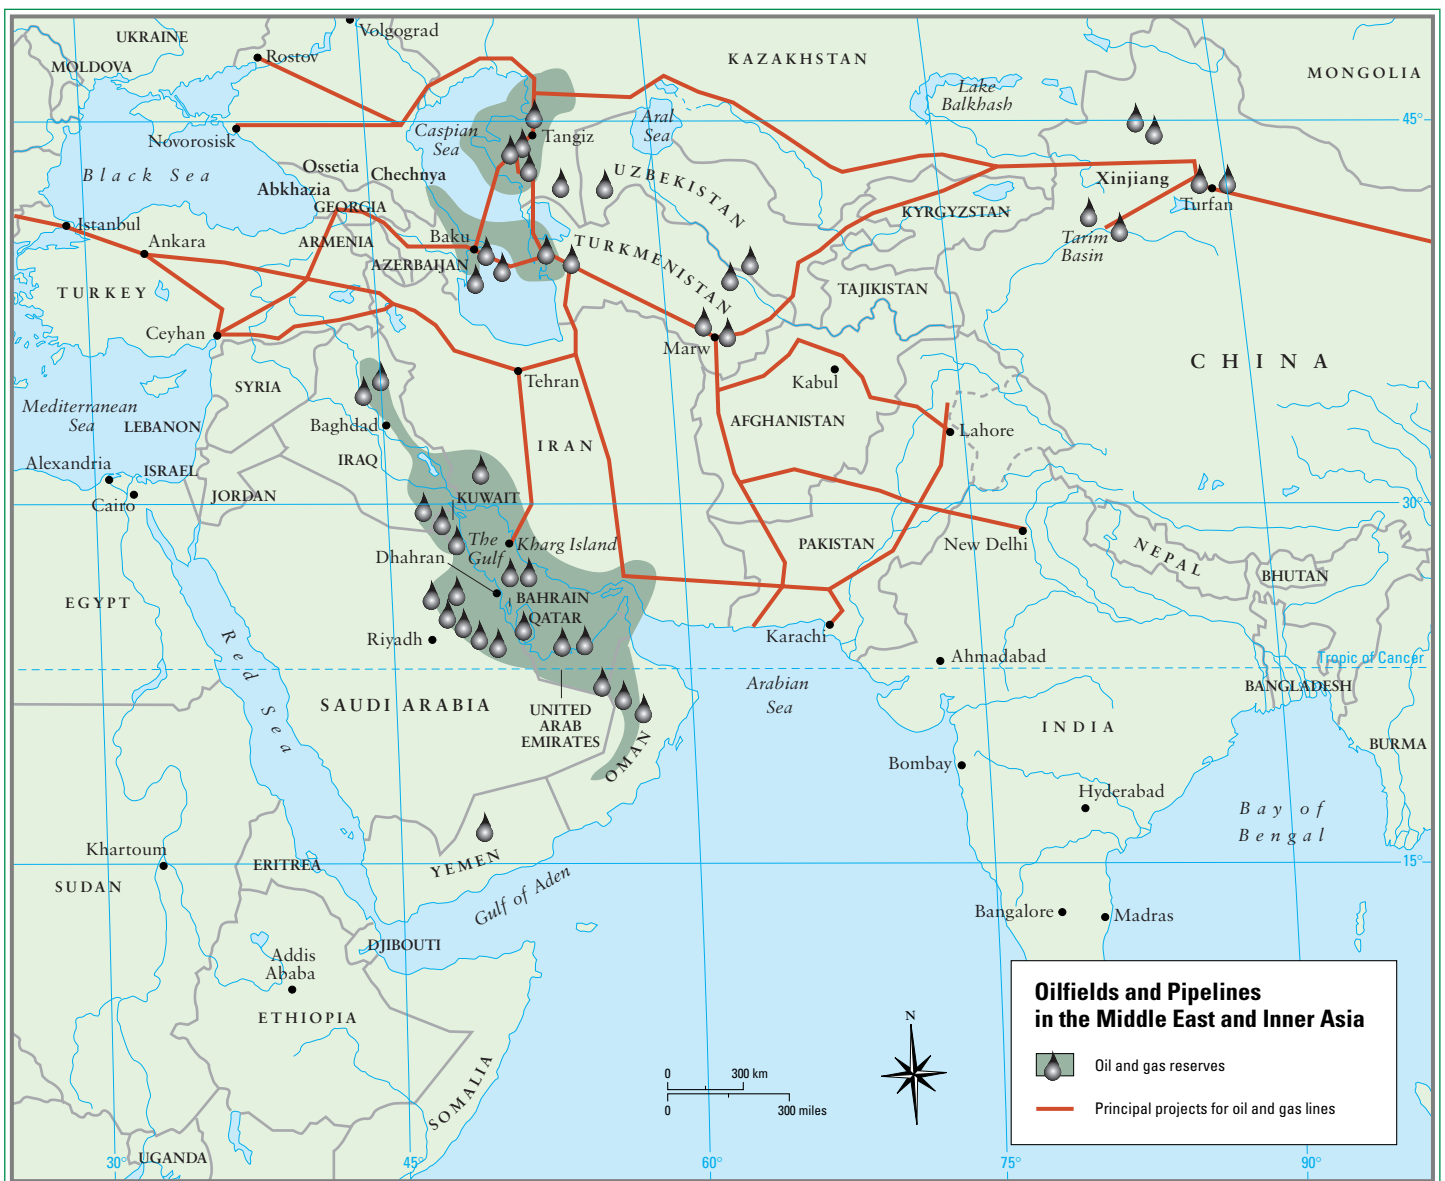 UKRAINE
Volgograd
Rostov
MOLDOVA
KAZAKHSTAN
MONGOLIA
Lake
Balkhash
Aral
Sea
45°
Caspian
Sea
Tangiz
Novorosisk
Black Sea
Ossetia
Chechnya
Abkhazia
GEORGIA
UZBEKISTAN
Xinjiang
Turfan
KYRGYZSTAN
Istanbul
Ankara
ARMENIA
Baku
AZERBAIJAN
TURKMENISTAN
Tarim
Basin
TURKEY
TAJIKISTAN
Ceyhan
Marw
CHINA
Tehran
Kabul
SYRIA
Mediterranean
Sea
LEBANON
Baghdad
AFGHANISTAN
Lahore
IRAN
IRAQ
Alexandria
ISRAEL
Cairo
JORDAN
KUWAIT
30°
The
Gulf
Kharg Island
Dhahran
PAKISTAN
New Delhi
NEPAL
BHUTAN
EGYPT
BAHRAIN
QATAR
Riyadh
Karachi
Ahmadabad
Tropic of Cancer
BANGLADESH
Red Sea
SAUDI ARABIA
Arabian
Sea
UNITED
ARAB
EMIRATES
OMAN
INDIA
BURMA
Bombay
Hyderabad
Bay of
Bengal
Khartoum
SUDAN
ERITREA
YEMEN
15°
Gulf of Aden
Bangalore
Madras
DJIBOUTI
Addis
Ababa
ETHIOPIA
SOMALIA
UGANDA
Oilfields and Pipelines
in the Middle East and Inner Asia
Oil and gas reserves
Principal projects for oil and gas lines
N
0 300 km
0 300 miles
30° 45° 60° 75° 90°